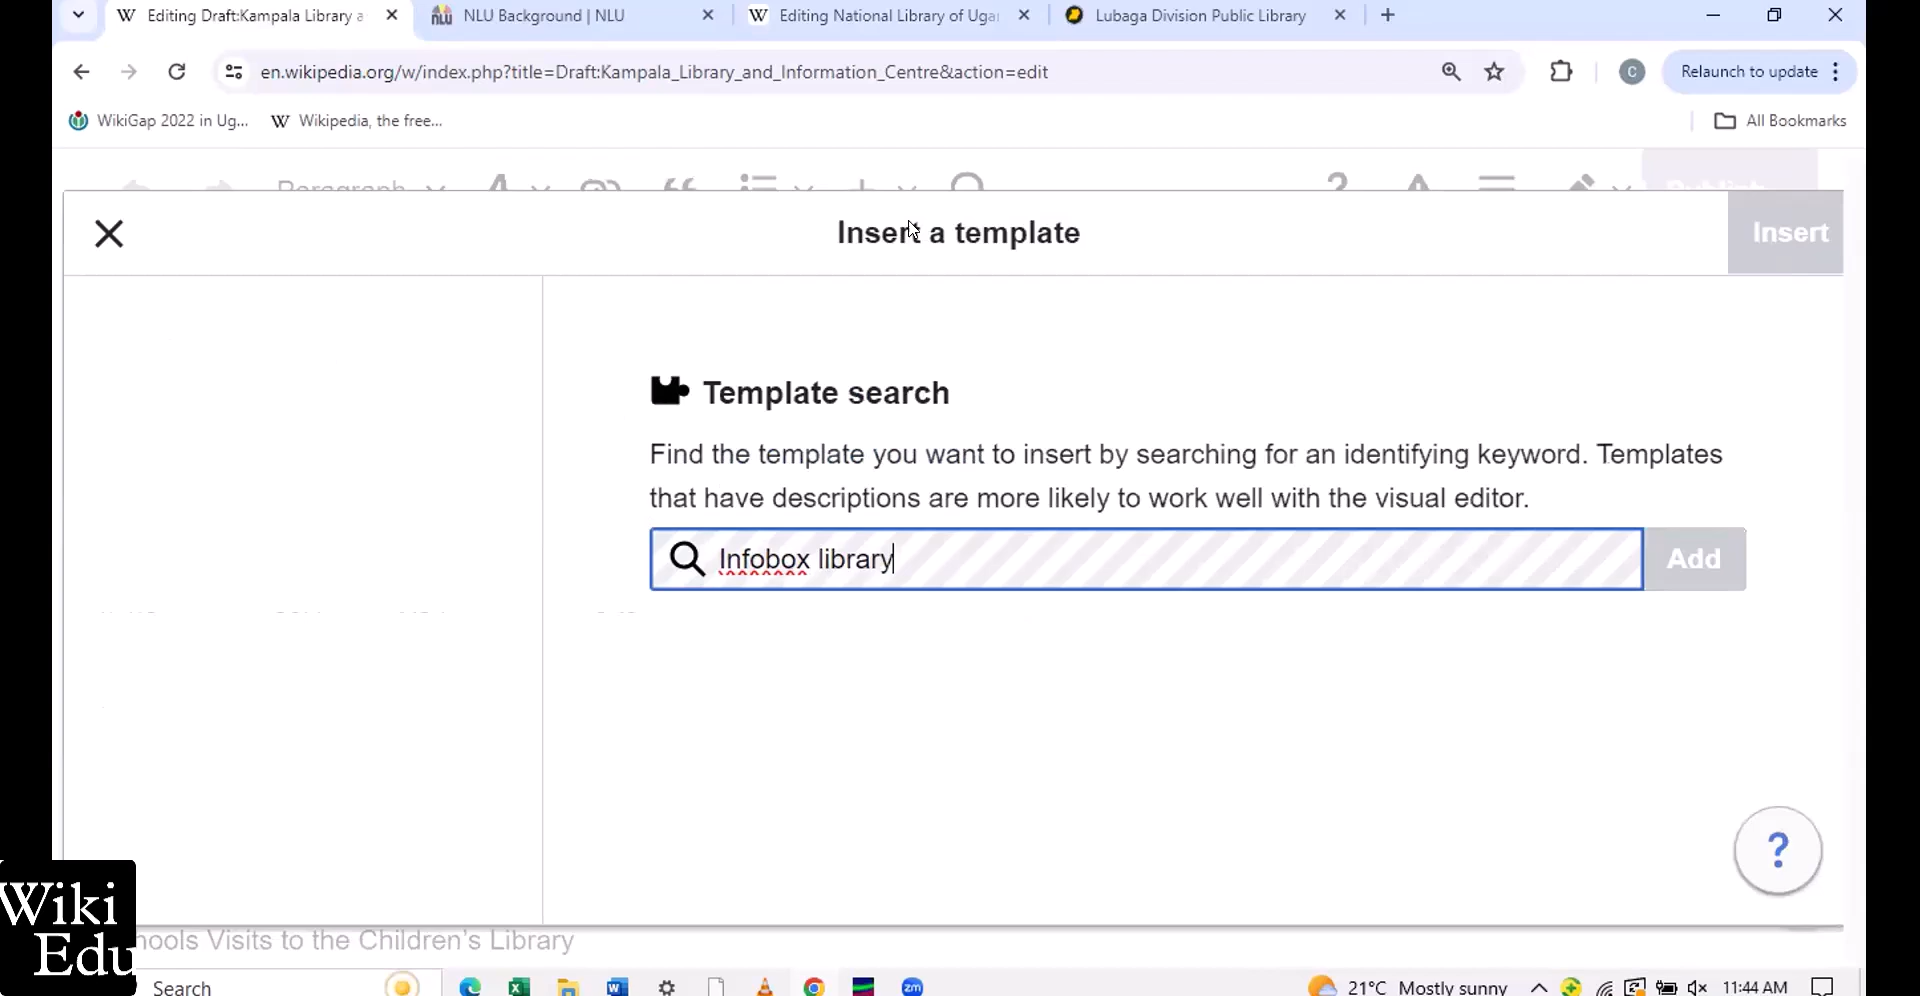 Editing Draft:Kampala Library a
NLU Background | NLU
Editing National Library of Uga
Lubaga Division Public Library
en.wikipedia.org/w/index.php?title=Draft:Kampala_Library_and_Information_Centre&action=edit
C
Relaunch to update
WikiGap 2022 in Ug...
Wikipedia, the free...
All Bookmarks
Paragraph
Publish
Insert a template
Insert
Template search
Find the template you want to insert by searching for an identifying keyword. Templates
that have descriptions are more likely to work well with the visual editor.
Infobox library
Add
?
hools Visits to the Children's Library
Wiki
Edu
Search
zm
21°C Mostly sunny
11:44 AM